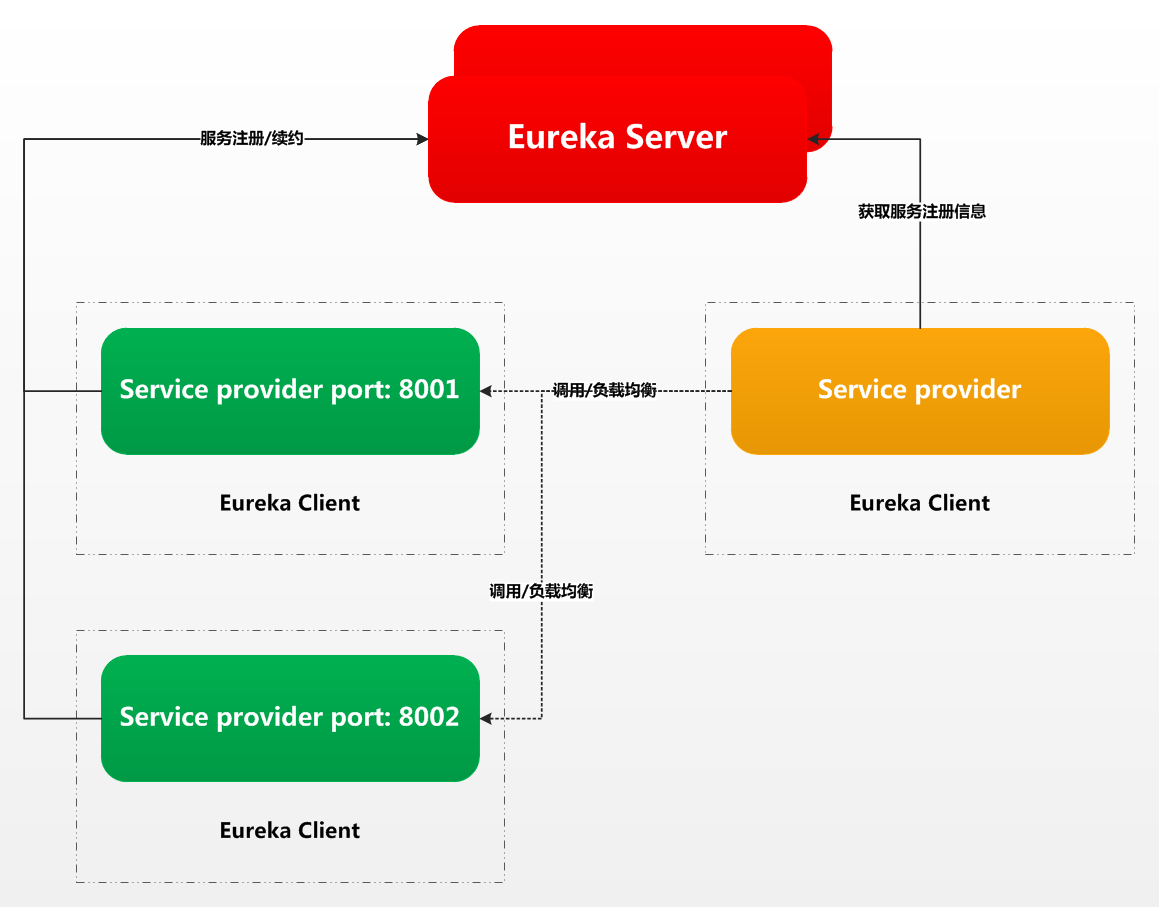 Eureka Server
服务注册/续约
获取服务注册信息
Service provider port: 8001
调用/负载均衡
Service provider
Eureka Client
Eureka Client
调用/负载均衡
Service provider port: 8002
Eureka Client